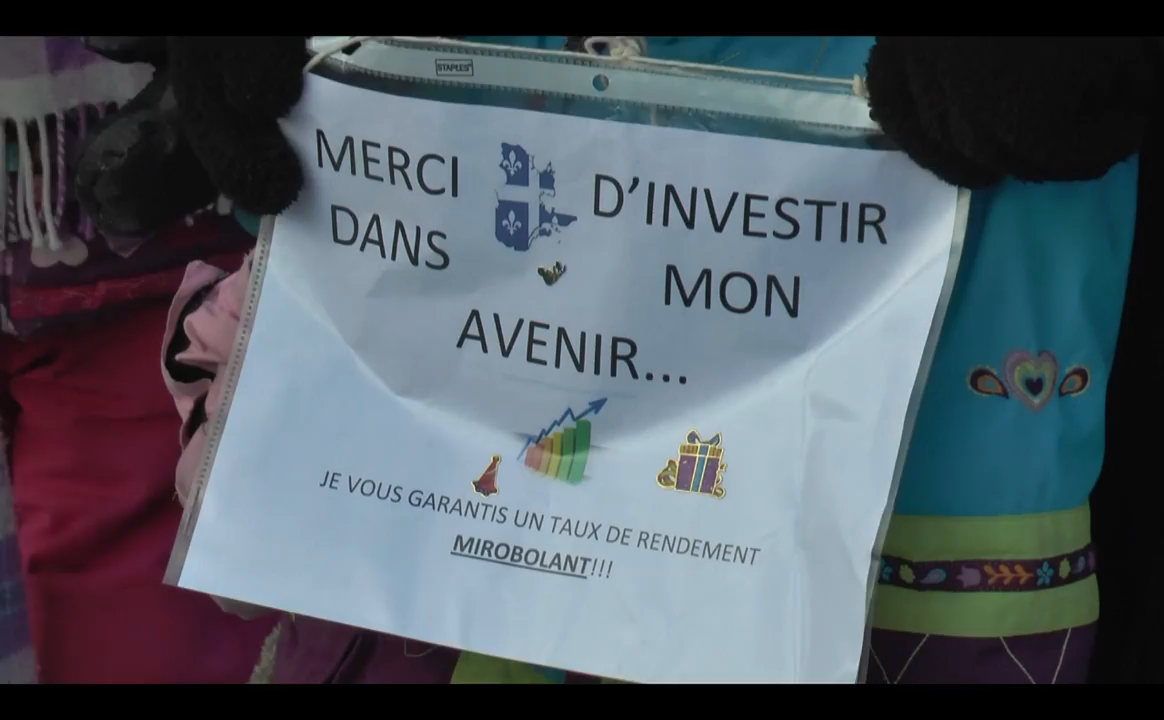 STAPLES
MERCI D'INVESTIR
DANS MON
AVENIR...
JE VOUS GARANTIS UN TAUX DE RENDEMENT
MIROBOLANT!!!